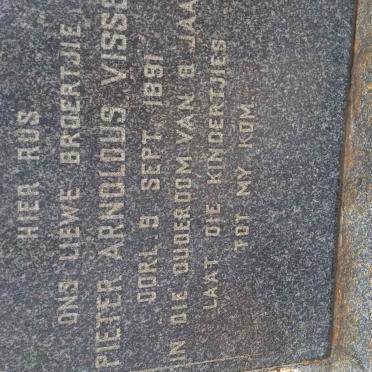 HIER RUS
ONS LIEWE BROERTJIE
PIETER ARNOLDUS VISSE
OORL 8 SEPT. 1891
IN DIE OUDERDOM VAN 8 JAA
LAAT DIE KINDERTJIES
TOT MY KOM.